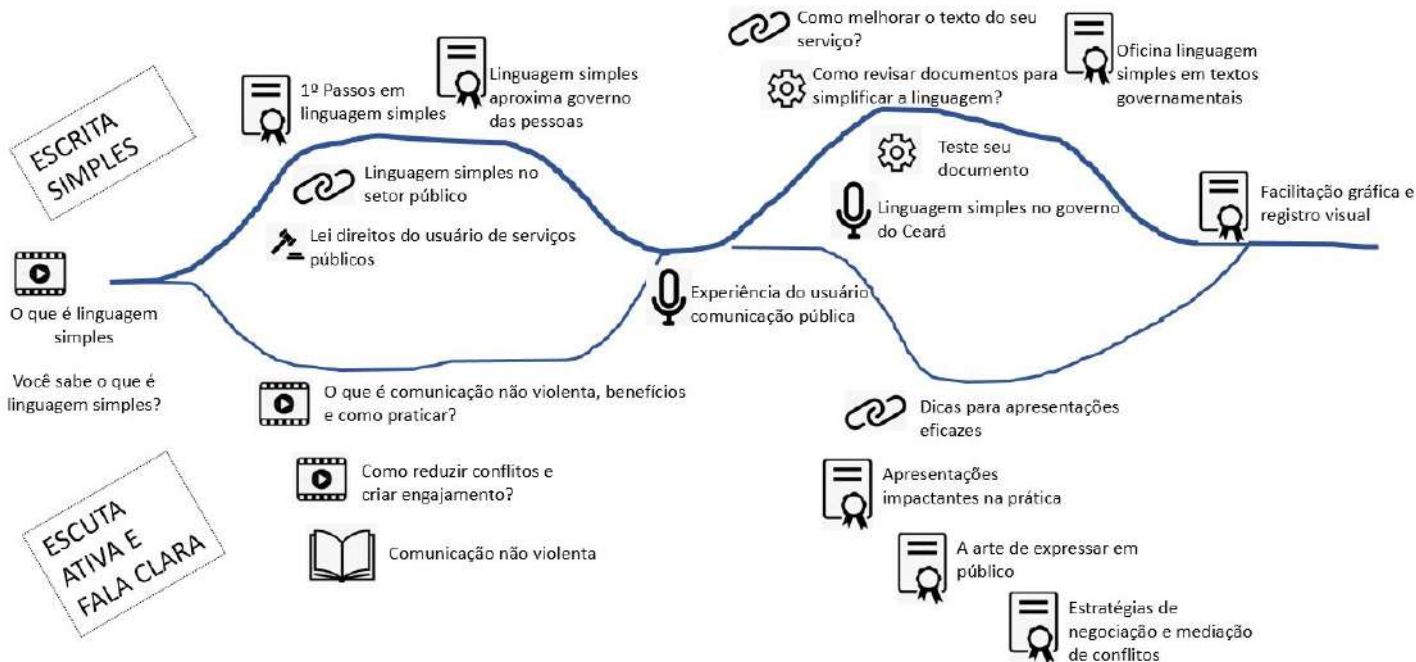 ESCRITA
SIMPLES
1º Passos em
linguagem simples
Linguagem simples
aproxima governo
das pessoas
Linguagem simples no
setor público
Lei direitos do usuário de serviços
públicos
O que é linguagem
simples
Você sabe o que é
linguagem simples?
Experiência do usuário
comunicação pública
O que é comunicação não violenta, benefícios
e como praticar?
Como reduzir conflitos e
criar engajamento?
Comunicação não violenta
ESCUTA
ATIVA E
FALA CLARA
Como melhorar o texto do seu
serviço?
Como revisar documentos para
simplificar a linguagem?
Oficina linguagem
simples em textos
governamentais
Teste seu
documento
Linguagem simples no governo
do Ceará
Facilitação gráfica e
registro visual
Dicas para apresentações
eficazes
Apresentações
impactantes na prática
A arte de expressar em
público
Estratégias de
negociação e mediação
de conflitos